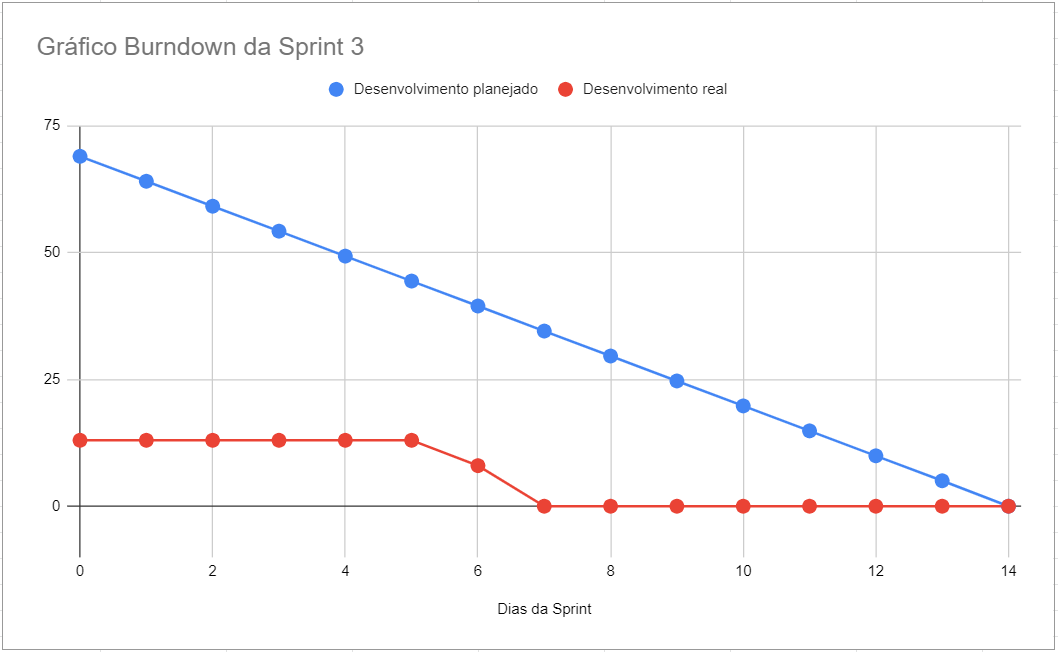 Gráfico Burndown da Sprint 3
Desenvolvimento planejado Desenvolvimento real
75
50
25
0
0 2 4 6 8 10 12 14
Dias da Sprint